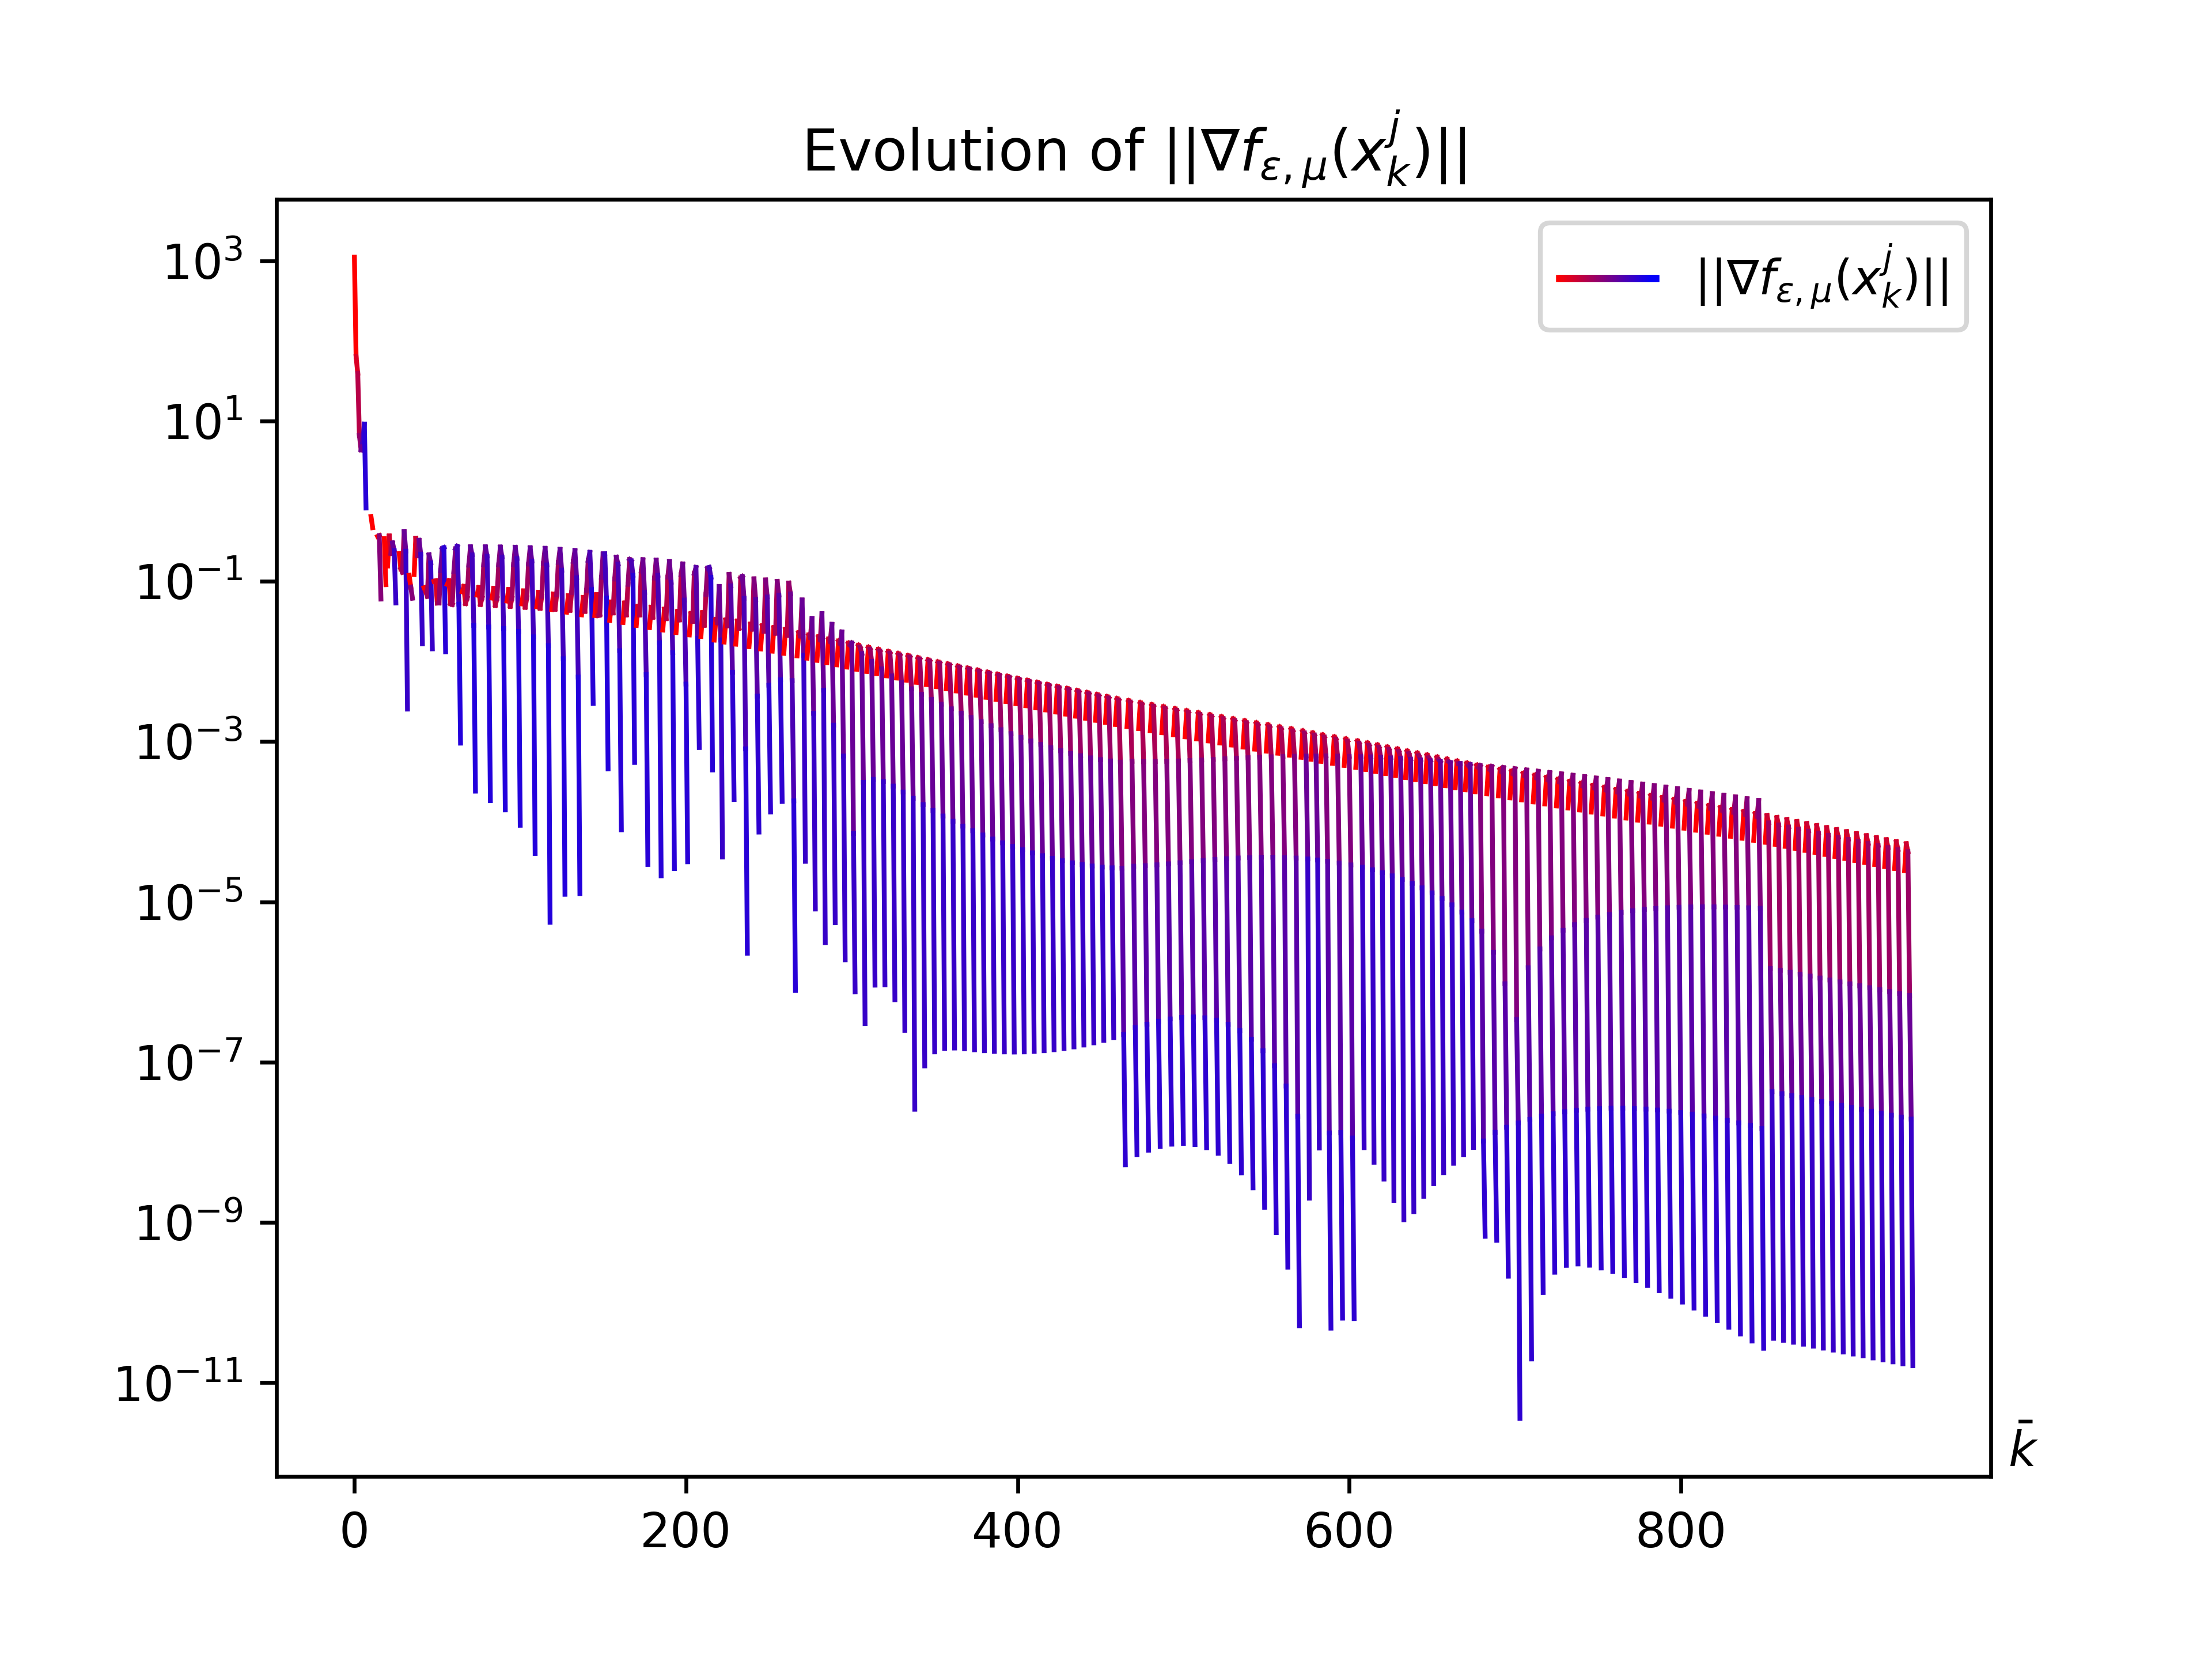 Evolution of ||∇f_{ε,μ}(x_k^j)||
||∇f_{ε,μ}(x_k^j)||
10^3
10^1
10^{-1}
10^{-3}
10^{-5}
10^{-7}
10^{-9}
10^{-11}
k̄
0 200 400 600 800